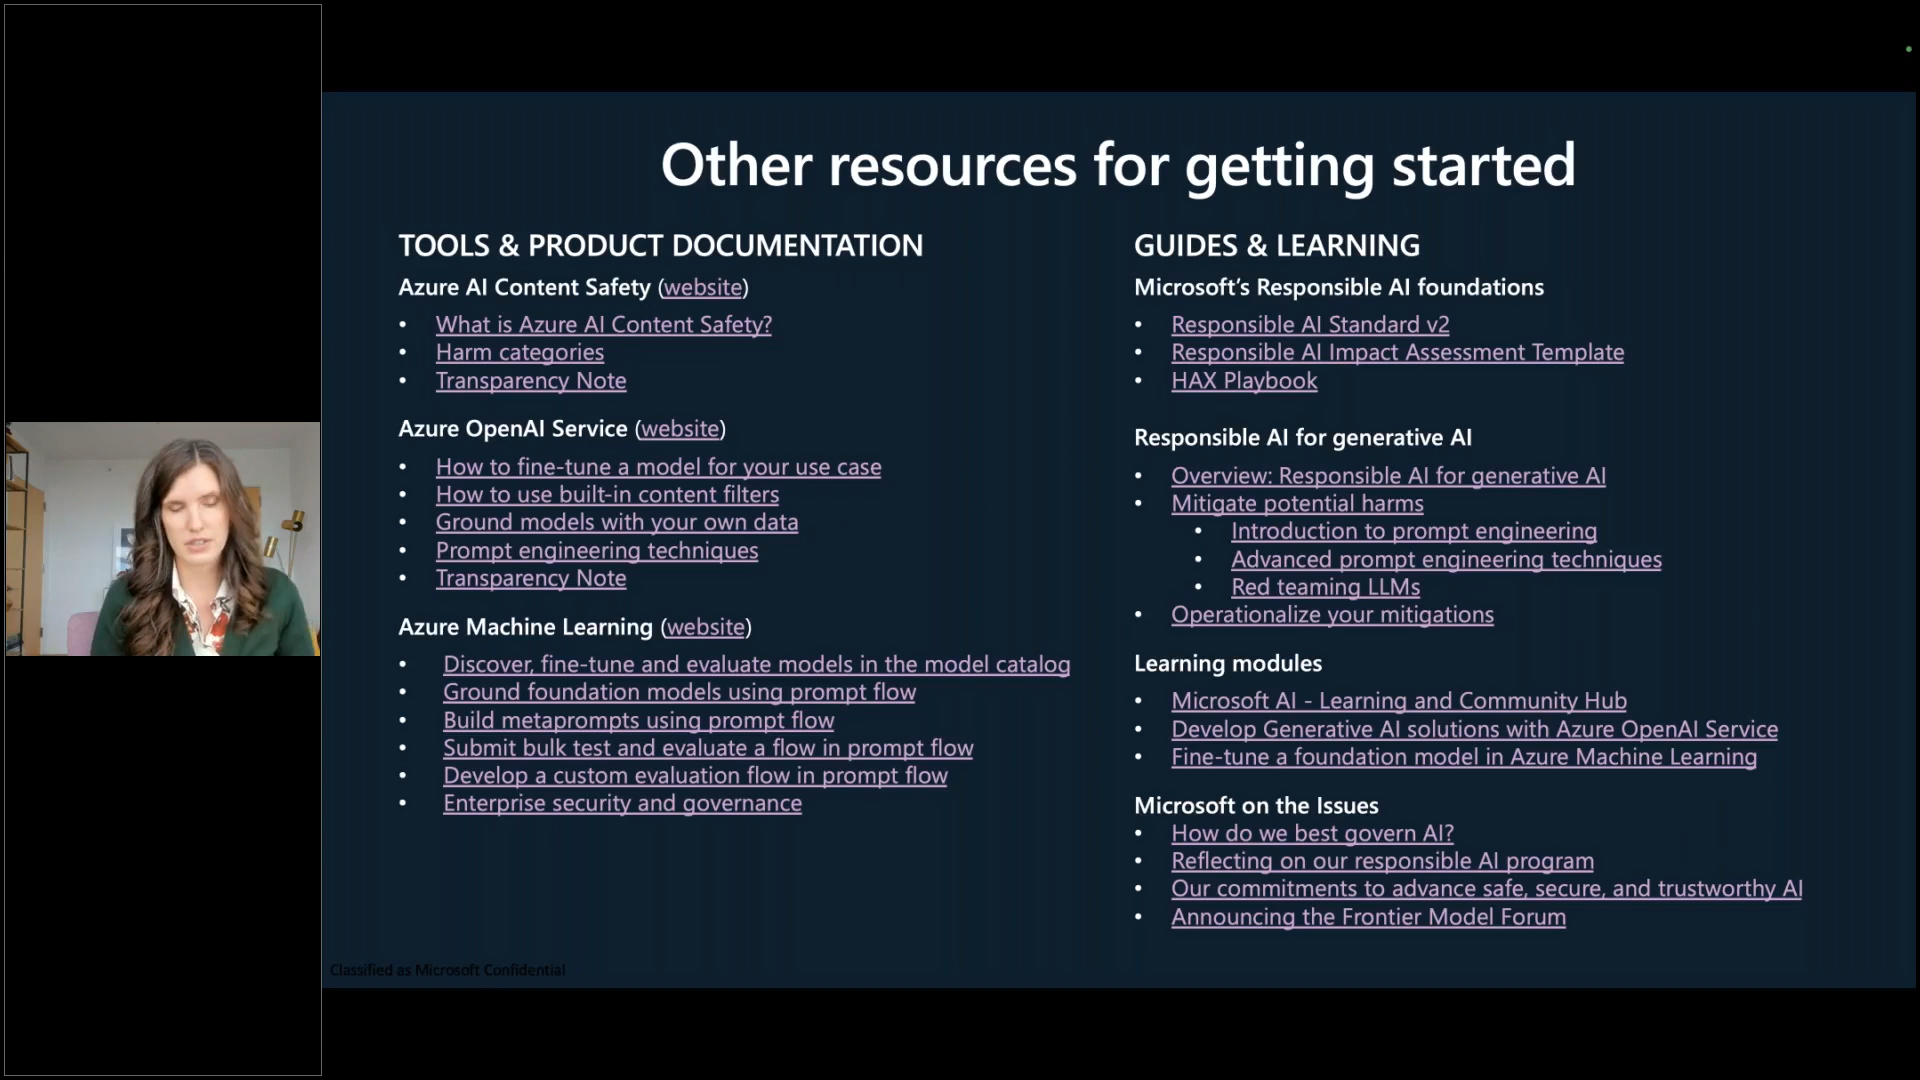 Other resources for getting started
TOOLS & PRODUCT DOCUMENTATION
Azure AI Content Safety (website)
• What is Azure AI Content Safety?
• Harm categories
• Transparency Note
Azure OpenAI Service (website)
• How to fine-tune a model for your use case
• How to use built-in content filters
• Ground models with your own data
• Prompt engineering techniques
• Transparency Note
Azure Machine Learning (website)
• Discover, fine-tune and evaluate models in the model catalog
• Ground foundation models using prompt flow
• Build metaprompts using prompt flow
• Submit bulk test and evaluate a flow in prompt flow
• Develop a custom evaluation flow in prompt flow
• Enterprise security and governance
GUIDES & LEARNING
Microsoft's Responsible AI foundations
• Responsible AI Standard v2
• Responsible AI Impact Assessment Template
• HAX Playbook
Responsible AI for generative AI
• Overview: Responsible AI for generative AI
• Mitigate potential harms
• Introduction to prompt engineering
• Advanced prompt engineering techniques
• Red teaming LLMs
• Operationalize your mitigations
Learning modules
• Microsoft AI - Learning and Community Hub
• Develop Generative AI solutions with Azure OpenAI Service
• Fine-tune a foundation model in Azure Machine Learning
Microsoft on the Issues
• How do we best govern AI?
• Reflecting on our responsible AI program
• Our commitments to advance safe, secure, and trustworthy AI
• Announcing the Frontier Model Forum
Classified as Microsoft Confidential